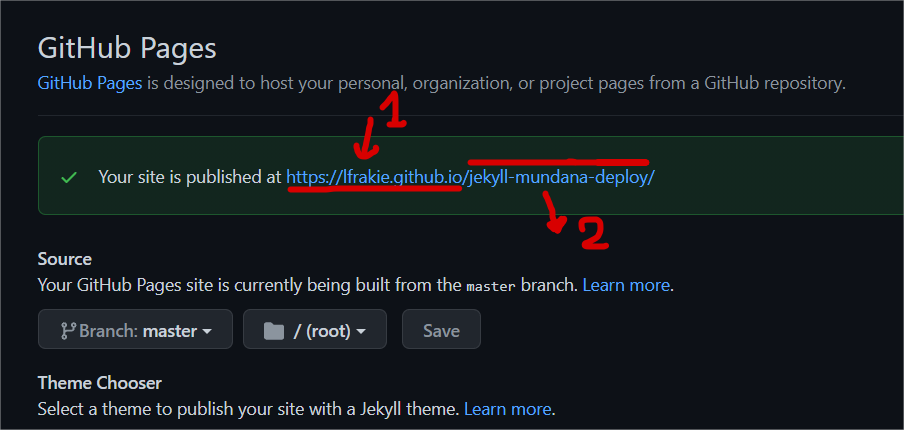 GitHub Pages
GitHub Pages is designed to host your personal, organization, or project pages from a GitHub repository.
1
Your site is published at https://lfrakie.github.io/jekyll-mundana-deploy/
2
Source
Your GitHub Pages site is currently being built from the master branch. Learn more.
Branch: master / (root) Save
Theme Chooser
Select a theme to publish your site with a Jekyll theme. Learn more.